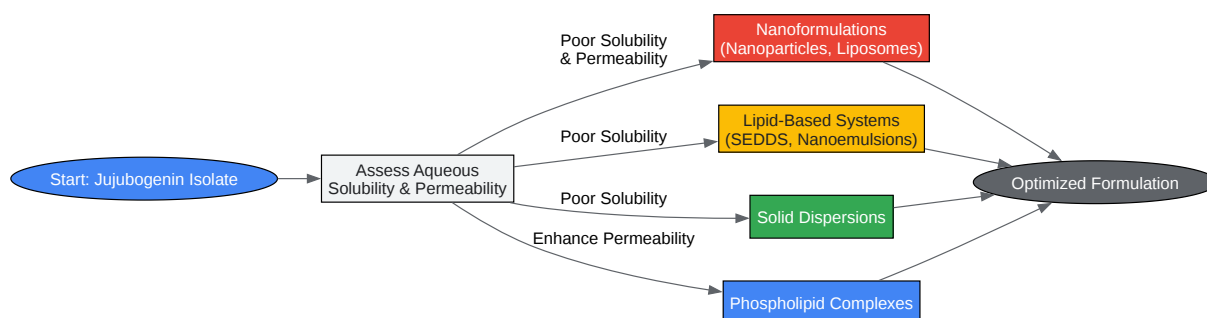 Start: Jujubogenin Isolate
Assess Aqueous
Solubility & Permeability
Poor Solubility
& Permeability
Poor Solubility
Poor Solubility
Enhance Permeability
Nanoformulations
(Nanoparticles, Liposomes)
Lipid-Based Systems
(SEDDS, Nanoemulsions)
Solid Dispersions
Phospholipid Complexes
Optimized Formulation